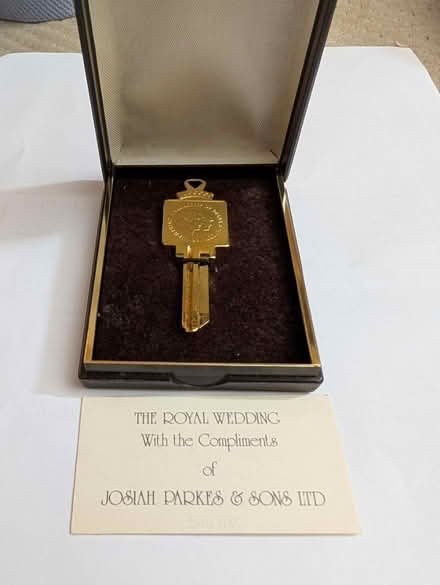 THE ROYAL WEDDING
With the Compliments
of
JOSIAH PARKES & SONS LTD